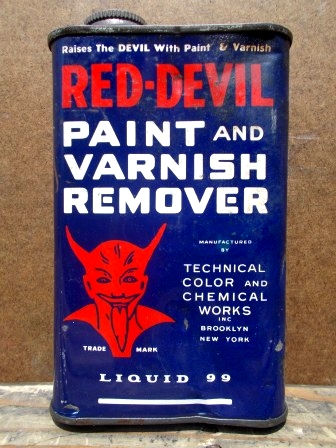 Raises The DEVIL With Paint & Varnish
RED-DEVIL
PAINT AND
VARNISH
REMOVER
MANUFACTURED
BY
TECHNICAL
COLOR AND
CHEMICAL
WORKS
INC
BROOKLYN
NEW YORK
TRADE MARK
LIQUID 99